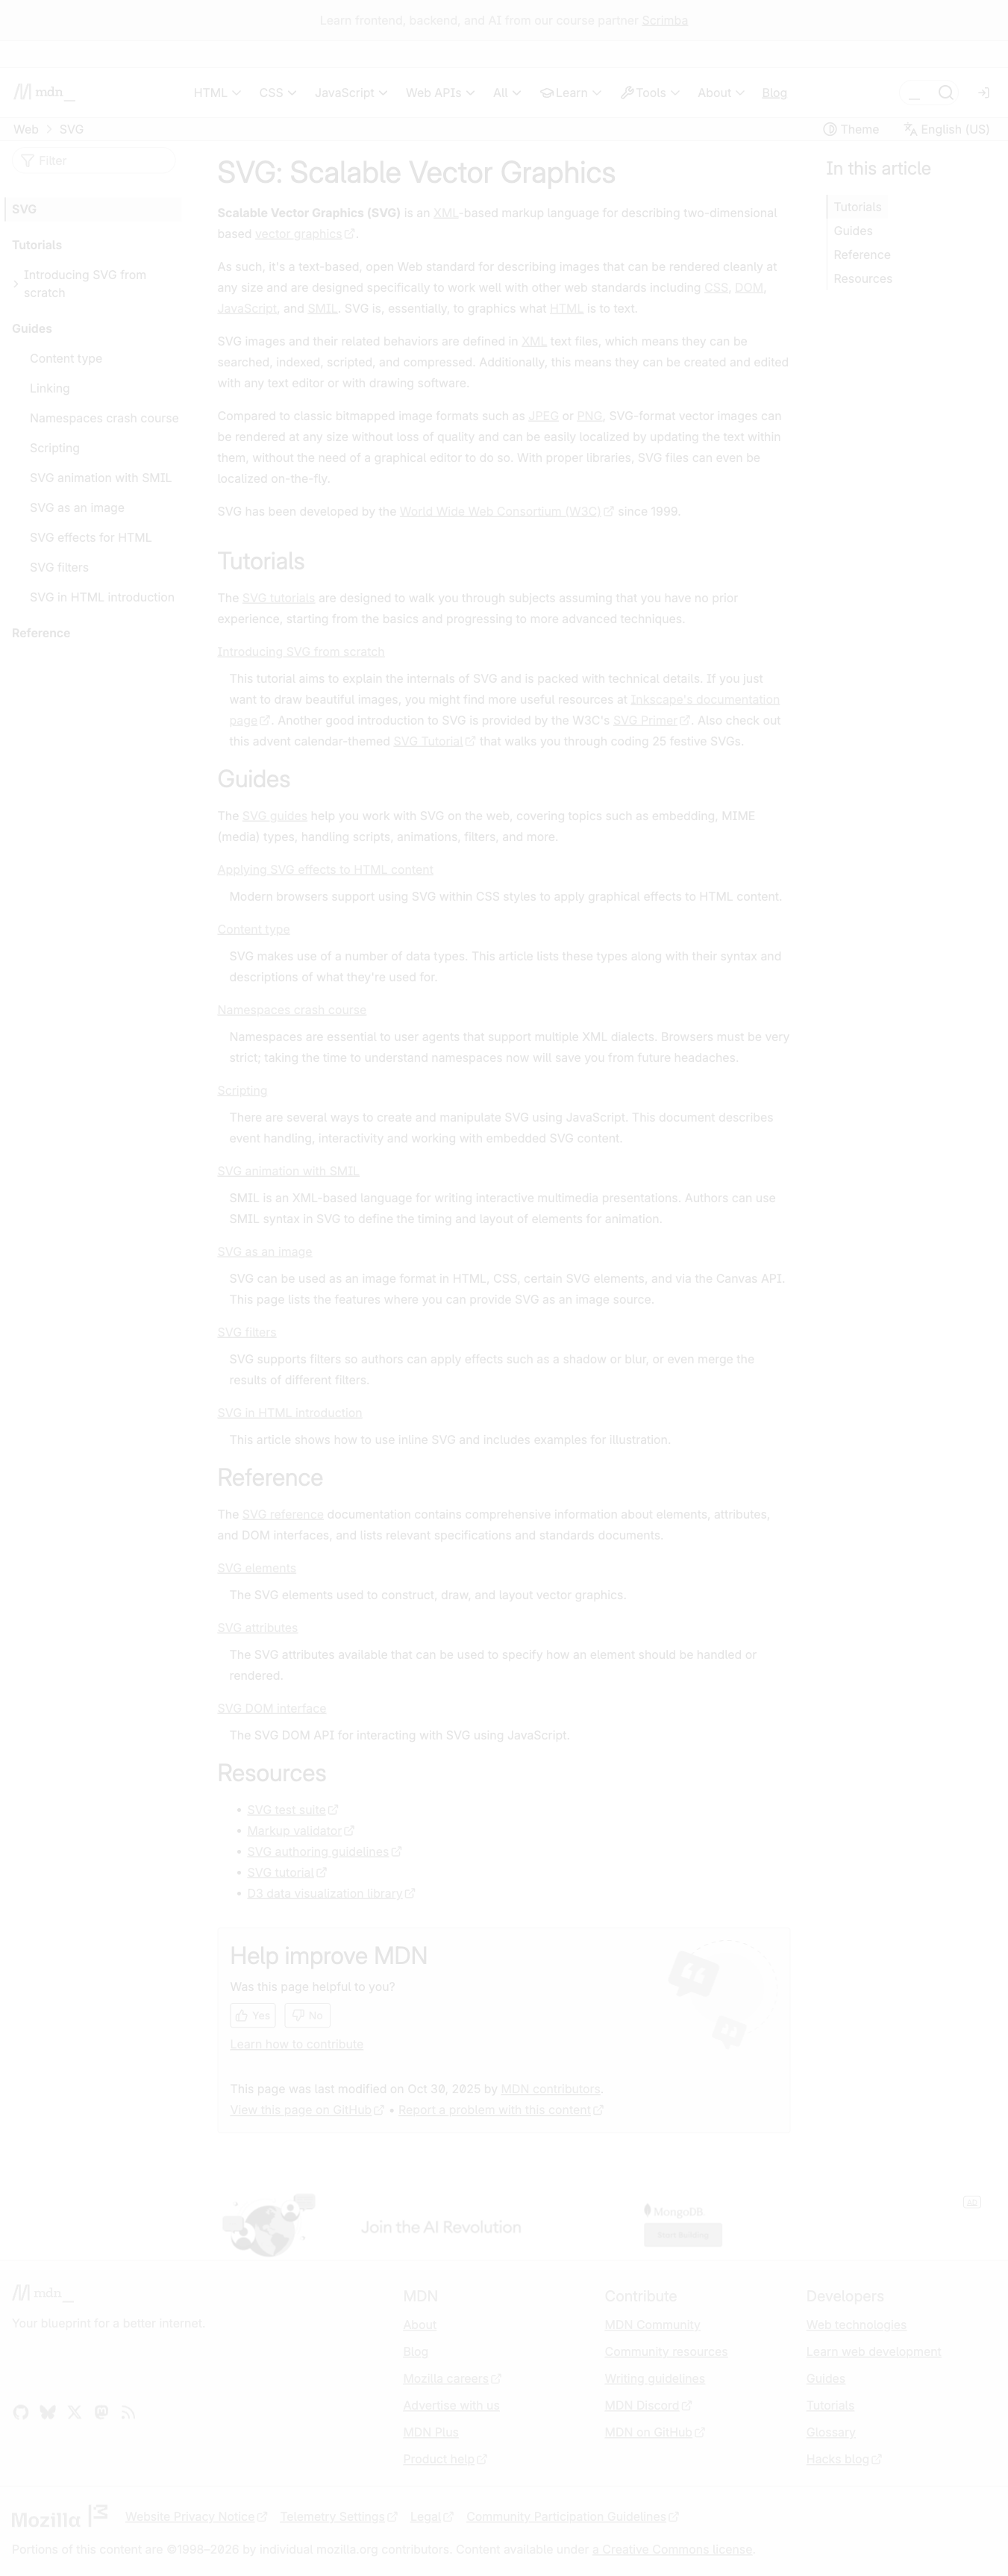 Learn frontend, backend, and AI from our course partner Scrimba
mdn_
HTML CSS JavaScript Web APIs All Learn Tools About Blog
Web > SVG
Theme English (US)
Filter
SVG
Tutorials
Introducing SVG from
scratch
Guides
Content type
Linking
Namespaces crash course
Scripting
SVG animation with SMIL
SVG as an image
SVG effects for HTML
SVG filters
SVG in HTML introduction
Reference
SVG: Scalable Vector Graphics
Scalable Vector Graphics (SVG) is an XML-based markup language for describing two-dimensional
based vector graphics.
As such, it's a text-based, open Web standard for describing images that can be rendered cleanly at
any size and are designed specifically to work well with other web standards including CSS, DOM,
JavaScript, and SMIL. SVG is, essentially, to graphics what HTML is to text.
SVG images and their related behaviors are defined in XML text files, which means they can be
searched, indexed, scripted, and compressed. Additionally, this means they can be created and edited
with any text editor or with drawing software.
Compared to classic bitmapped image formats such as JPEG or PNG, SVG-format vector images can
be rendered at any size without loss of quality and can be easily localized by updating the text within
them, without the need of a graphical editor to do so. With proper libraries, SVG files can even be
localized on-the-fly.
SVG has been developed by the World Wide Web Consortium (W3C) since 1999.
Tutorials
The SVG tutorials are designed to walk you through subjects assuming that you have no prior
experience, starting from the basics and progressing to more advanced techniques.
Introducing SVG from scratch
This tutorial aims to explain the internals of SVG and is packed with technical details. If you just
want to draw beautiful images, you might find more useful resources at Inkscape's documentation
page. Another good introduction to SVG is provided by the W3C's SVG Primer. Also check out
this advent calendar-themed SVG Tutorial that walks you through coding 25 festive SVGs.
Guides
The SVG guides help you work with SVG on the web, covering topics such as embedding, MIME
(media) types, handling scripts, animations, filters, and more.
Applying SVG effects to HTML content
Modern browsers support using SVG within CSS styles to apply graphical effects to HTML content.
Content type
SVG makes use of a number of data types. This article lists these types along with their syntax and
descriptions of what they're used for.
Namespaces crash course
Namespaces are essential to user agents that support multiple XML dialects. Browsers must be very
strict; taking the time to understand namespaces now will save you from future headaches.
Scripting
There are several ways to create and manipulate SVG using JavaScript. This document describes
event handling, interactivity and working with embedded SVG content.
SVG animation with SMIL
SMIL is an XML-based language for writing interactive multimedia presentations. Authors can use
SMIL syntax in SVG to define the timing and layout of elements for animation.
SVG as an image
SVG can be used as an image format in HTML, CSS, certain SVG elements, and via the Canvas API.
This page lists the features where you can provide SVG as an image source.
SVG filters
SVG supports filters so authors can apply effects such as a shadow or blur, or even merge the
results of different filters.
SVG in HTML introduction
This article shows how to use inline SVG and includes examples for illustration.
Reference
The SVG reference documentation contains comprehensive information about elements, attributes,
and DOM interfaces, and lists relevant specifications and standards documents.
SVG elements
The SVG elements used to construct, draw, and layout vector graphics.
SVG attributes
The SVG attributes available that can be used to specify how an element should be handled or
rendered.
SVG DOM interface
The SVG DOM API for interacting with SVG using JavaScript.
Resources
• SVG test suite
• Markup validator
• SVG authoring guidelines
• SVG tutorial
• D3 data visualization library
In this article
Tutorials
Guides
Reference
Resources
Help improve MDN
Was this page helpful to you?
Yes No
Learn how to contribute
This page was last modified on Oct 30, 2025 by MDN contributors.
View this page on GitHub • Report a problem with this content
Join the AI Revolution
MongoDB.
Start Building
AD
mdn_
Your blueprint for a better internet.
MDN
About
Blog
Mozilla careers
Advertise with us
MDN Plus
Product help
Contribute
MDN Community
Community resources
Writing guidelines
MDN Discord
MDN on GitHub
Developers
Web technologies
Learn web development
Guides
Tutorials
Glossary
Hacks blog
Mozilla
Website Privacy Notice Telemetry Settings Legal Community Participation Guidelines
Portions of this content are ©1998–2026 by individual mozilla.org contributors. Content available under a Creative Commons license.